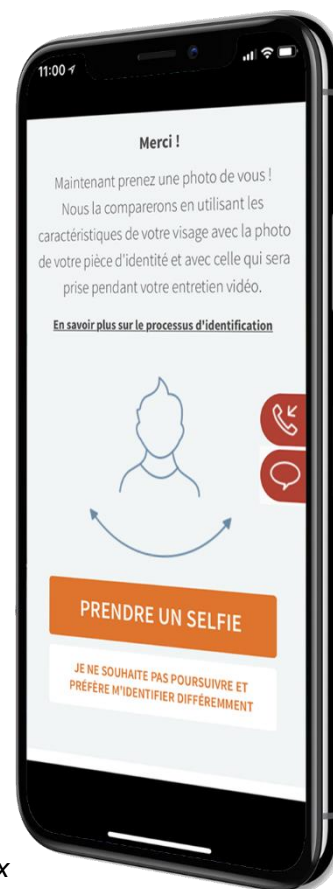 11:00
Merci !
Maintenant prenez une photo de vous !
Nous la comparerons en utilisant les
caractéristiques de votre visage avec la photo
de votre pièce d'identité et avec celle qui sera
prise pendant votre entretien vidéo.
En savoir plus sur le processus d'identification
PRENDRE UN SELFIE
JE NE SOUHAITE PAS POURSUIVRE ET
PRÉFÈRE M'IDENTIFIER DIFFÉREMMENT
x